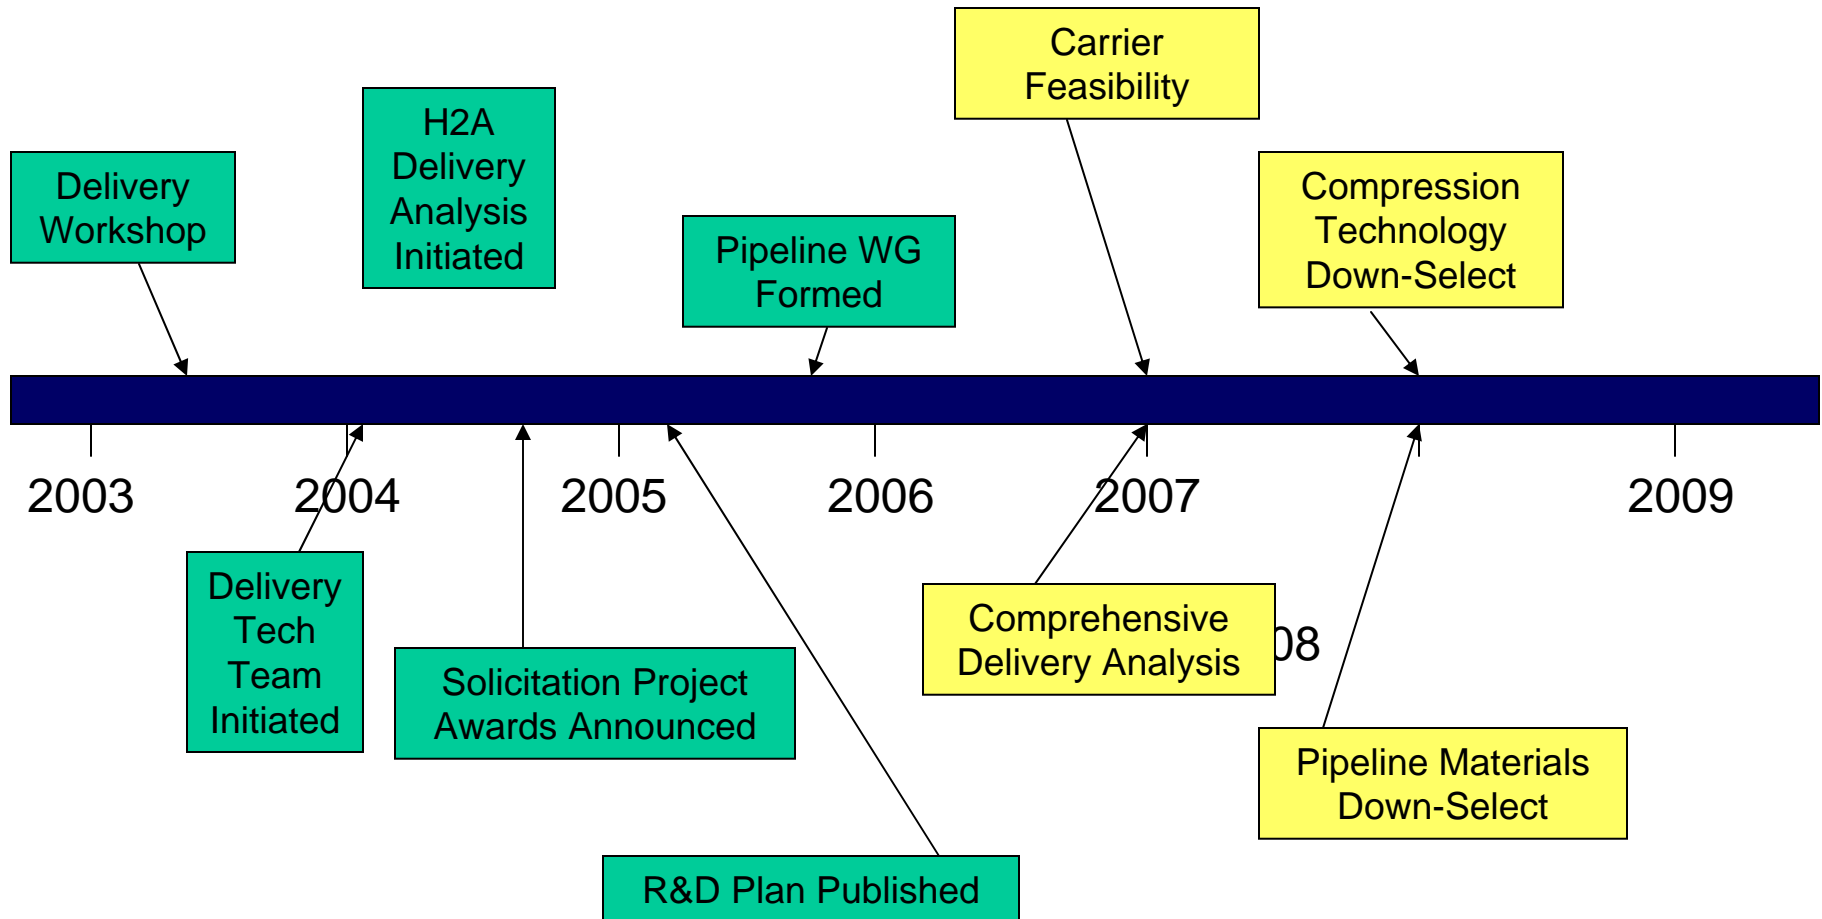 Carrier
Feasibility
H2A
Delivery
Analysis
Initiated
Delivery
Workshop
Compression
Technology
Down-Select
Pipeline WG
Formed
2003
2004
2005
2006
2007
2009
Delivery
Tech
Team
Initiated
Comprehensive
Delivery Analysis
08
Solicitation Project
Awards Announced
Pipeline Materials
Down-Select
R&D Plan Published